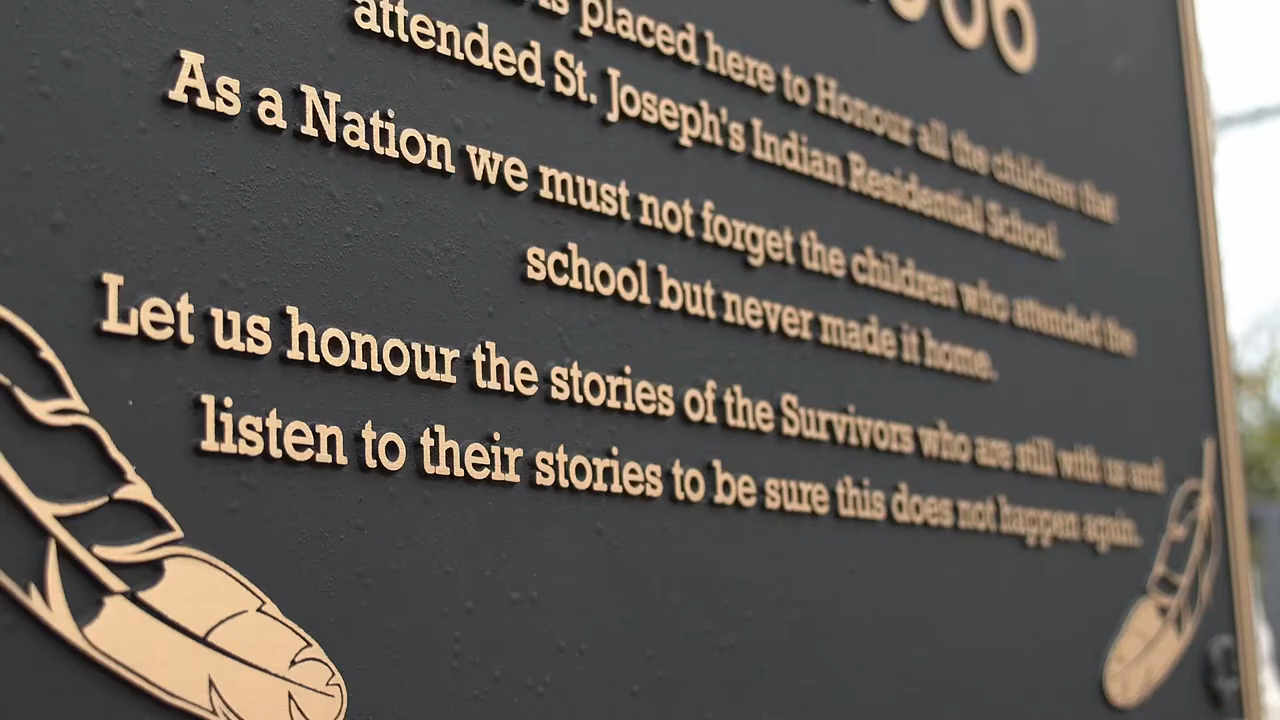 06
is placed here to Honour all the children that
attended St. Joseph's Indian Residential School.
As a Nation we must not forget the children who attended the
school but never made it home.
Let us honour the stories of the Survivors who are still with us and
listen to their stories to be sure this does not happen again.